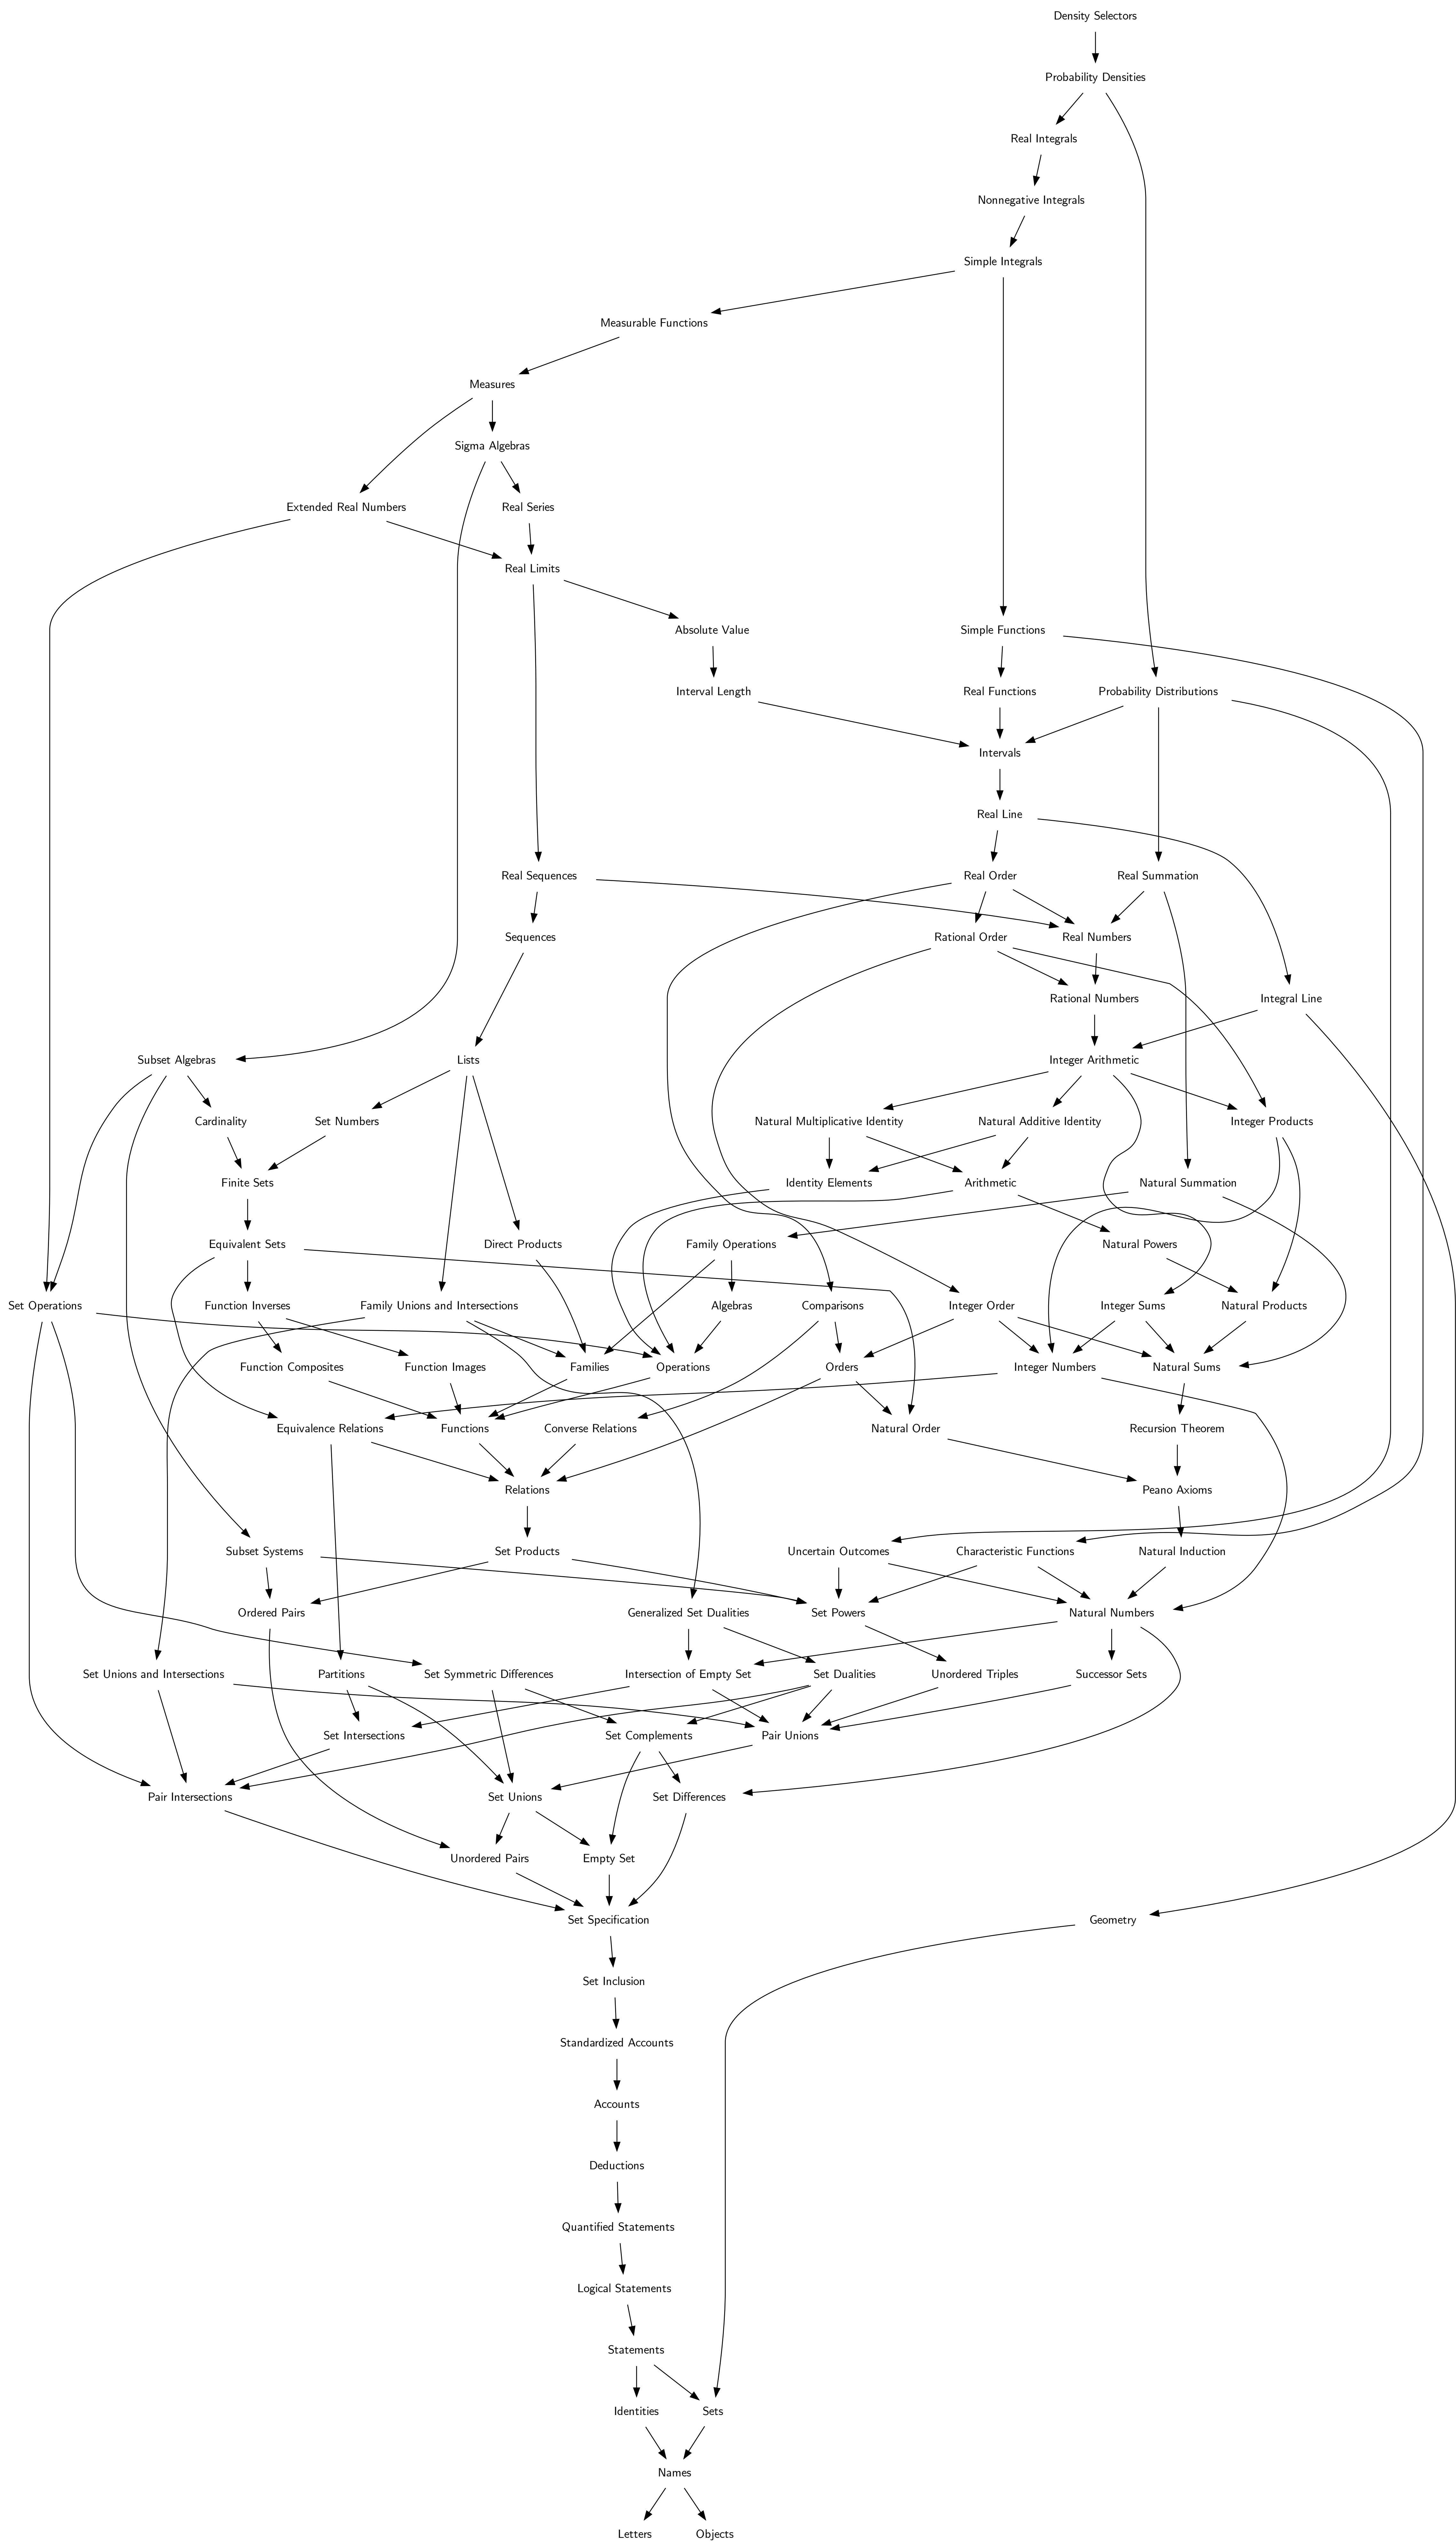 Density Selectors
Probability Densities
Real Integrals
Nonnegative Integrals
Simple Integrals
Measurable Functions
Measures
Sigma Algebras
Extended Real Numbers
Real Series
Real Limits
Absolute Value
Simple Functions
Interval Length
Real Functions
Probability Distributions
Intervals
Real Line
Real Sequences
Real Order
Real Summation
Sequences
Rational Order
Real Numbers
Rational Numbers
Integral Line
Subset Algebras
Lists
Integer Arithmetic
Cardinality
Set Numbers
Natural Multiplicative Identity
Natural Additive Identity
Integer Products
Finite Sets
Identity Elements
Arithmetic
Natural Summation
Equivalent Sets
Direct Products
Family Operations
Natural Powers
Set Operations
Function Inverses
Family Unions and Intersections
Algebras
Comparisons
Integer Order
Integer Sums
Natural Products
Function Composites
Function Images
Families
Operations
Orders
Integer Numbers
Natural Sums
Equivalence Relations
Functions
Converse Relations
Natural Order
Recursion Theorem
Relations
Peano Axioms
Subset Systems
Set Products
Uncertain Outcomes
Characteristic Functions
Natural Induction
Ordered Pairs
Generalized Set Dualities
Set Powers
Natural Numbers
Set Unions and Intersections
Partitions
Set Symmetric Differences
Intersection of Empty Set
Set Dualities
Unordered Triples
Successor Sets
Set Intersections
Set Complements
Pair Unions
Pair Intersections
Set Unions
Set Differences
Unordered Pairs
Empty Set
Set Specification
Geometry
Set Inclusion
Standardized Accounts
Accounts
Deductions
Quantified Statements
Logical Statements
Statements
Identities
Sets
Names
Letters
Objects